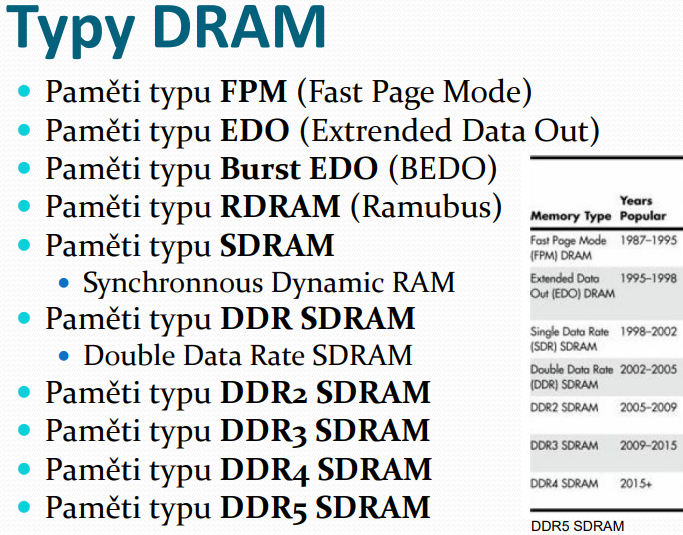 Typy DRAM
Paměti typu FPM (Fast Page Mode)
Paměti typu EDO (Extrended Data Out)
Paměti typu Burst EDO (BEDO)
Paměti typu RDRAM (Ramubus)
Paměti typu SDRAM
Synchronnous Dynamic RAM
Paměti typu DDR SDRAM
Double Data Rate SDRAM
Paměti typu DDR2 SDRAM
Paměti typu DDR3 SDRAM
Paměti typu DDR4 SDRAM
Paměti typu DDR5 SDRAM
Years
Memory Type Popular
Fast Page Mode 1987–1995
(FPM) DRAM
Extended Data 1995–1998
Out (EDO) DRAM
Single Data Rate 1998–2002
(SDR) SDRAM
Double Data Rate 2002–2005
(DDR) SDRAM
DDR2 SDRAM 2005–2009
DDR3 SDRAM 2009–2015
DDR4 SDRAM 2015+
DDR5 SDRAM